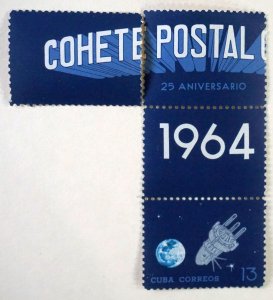 COHETE POSTAL
25 ANIVERSARIO
1964
13
CUBA CORREOS